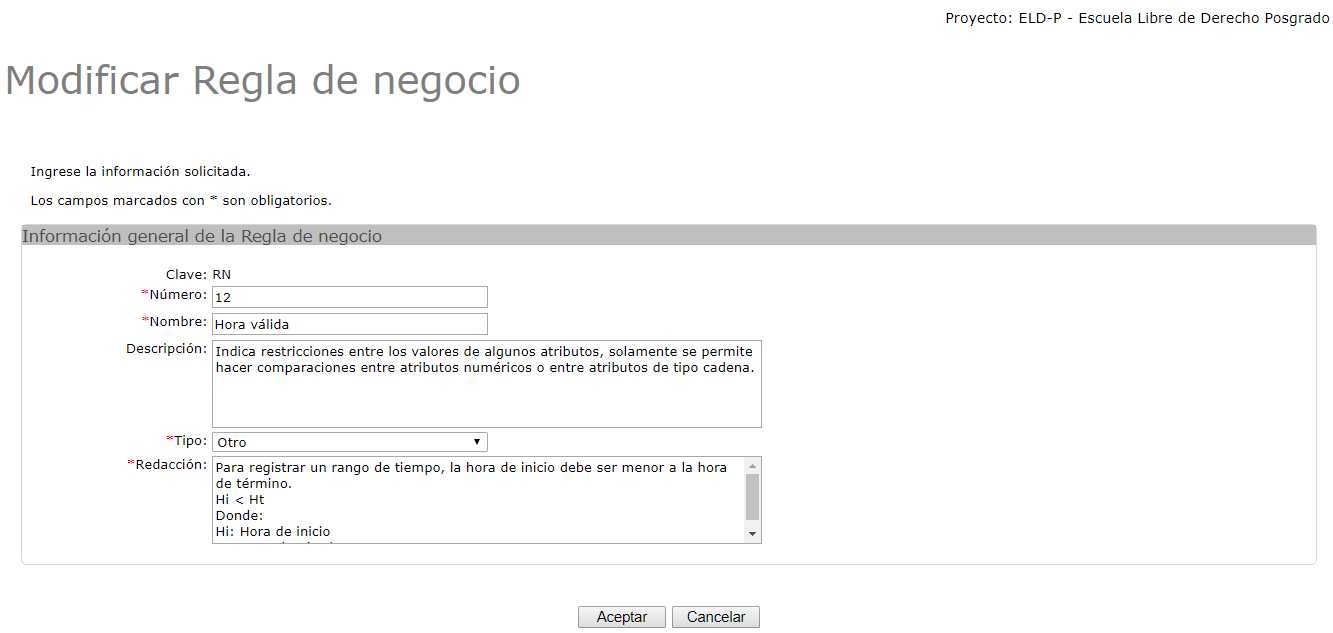 Proyecto: ELD-P - Escuela Libre de Derecho Posgrado
Modificar Regla de negocio
Ingrese la información solicitada.
Los campos marcados con * son obligatorios.
Información general de la Regla de negocio
Clave: RN
*Número: 12
*Nombre: Hora válida
Descripción: Indica restricciones entre los valores de algunos atributos, solamente se permite
hacer comparaciones entre atributos numéricos o entre atributos de tipo cadena.
*Tipo: Otro
*Redacción: Para registrar un rango de tiempo, la hora de inicio debe ser menor a la hora
de término.
Hi < Ht
Donde:
Hi: Hora de inicio
Aceptar Cancelar